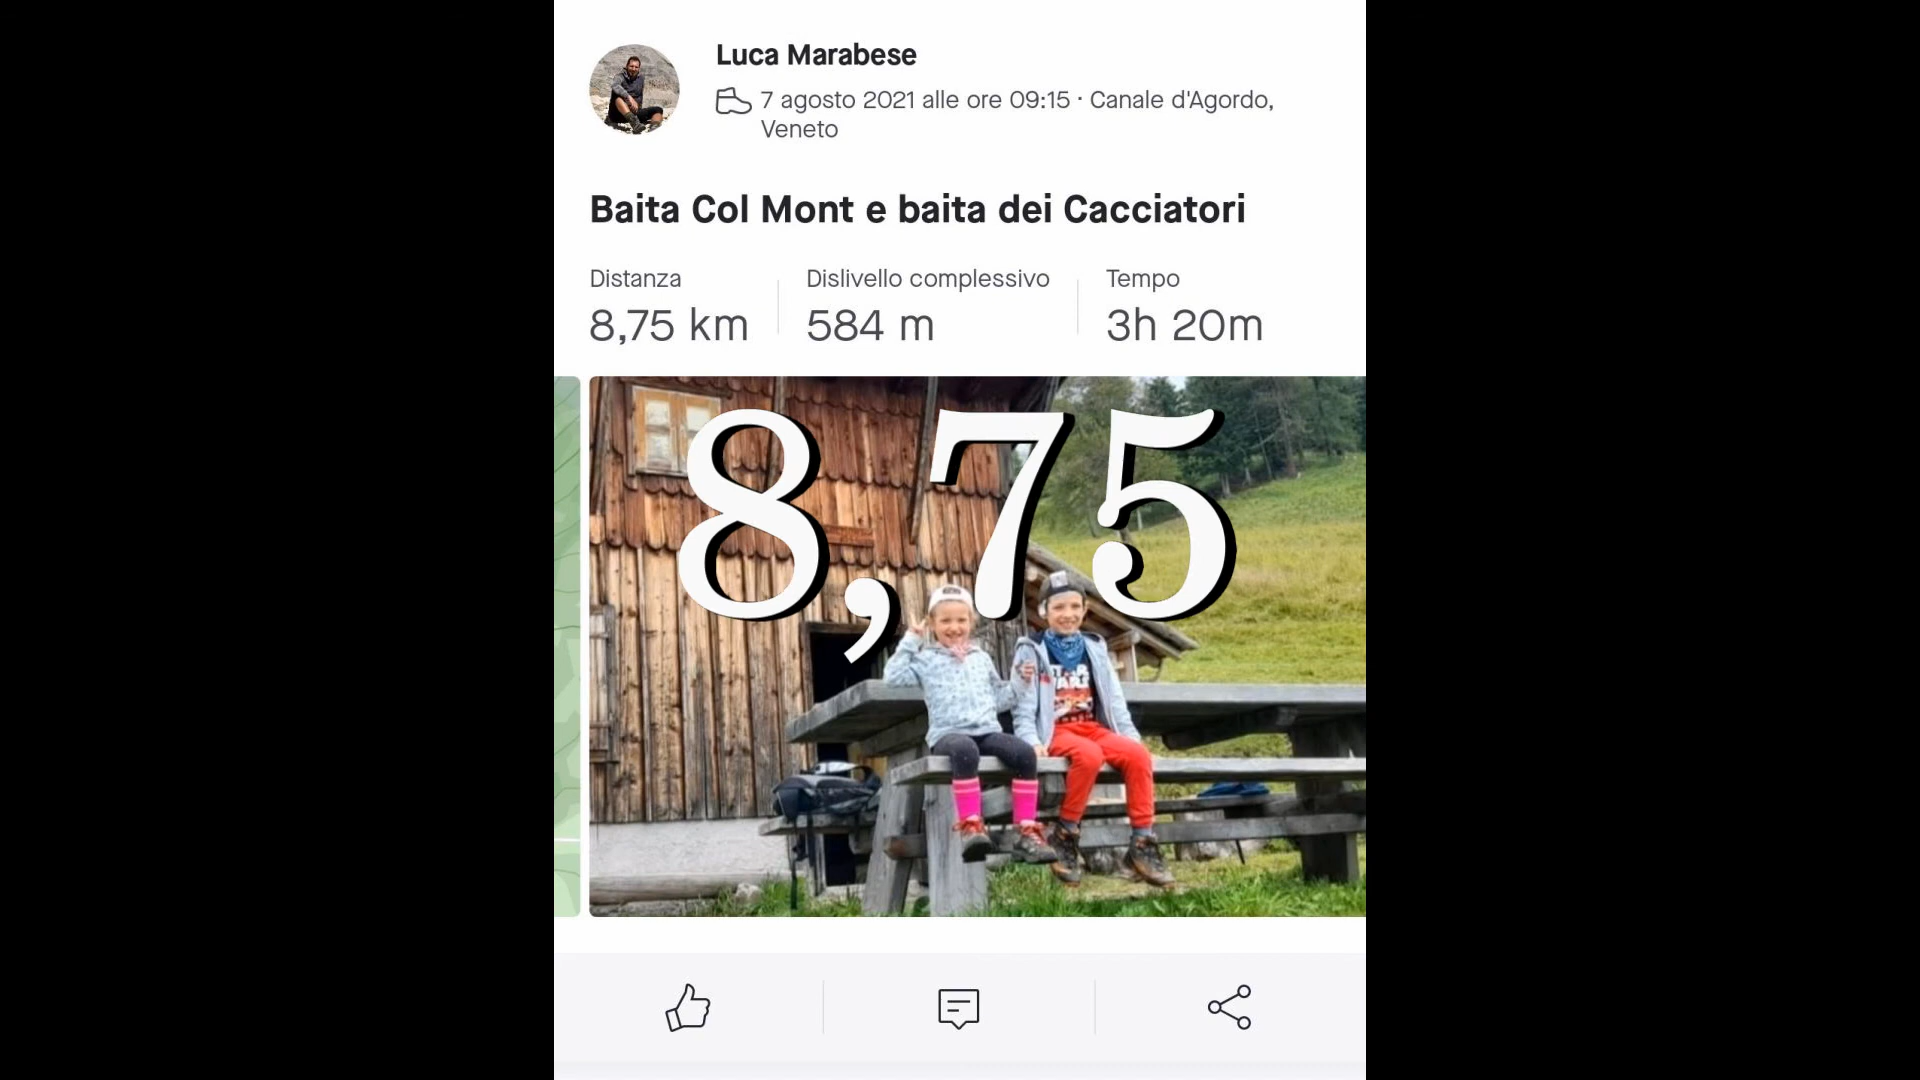 Luca Marabese
7 agosto 2021 alle ore 09:15 · Canale d'Agordo,
Veneto
Baita Col Mont e baita dei Cacciatori
Distanza
8,75 km
Dislivello complessivo
584 m
Tempo
3h 20m
8,75